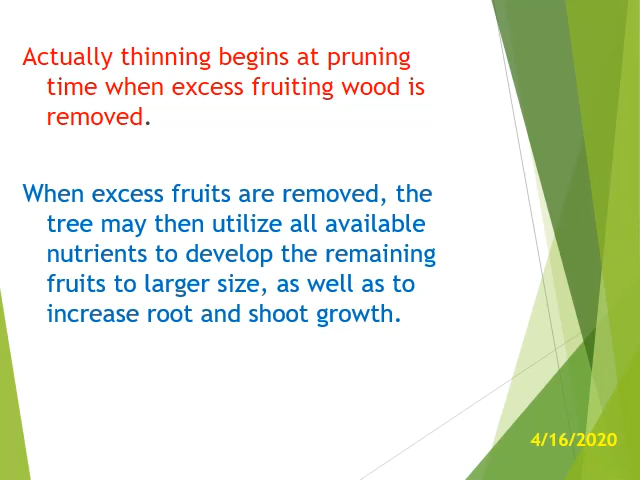 Actually thinning begins at pruning
time when excess fruiting wood is
removed.
When excess fruits are removed, the
tree may then utilize all available
nutrients to develop the remaining
fruits to larger size, as well as to
increase root and shoot growth.
4/16/2020